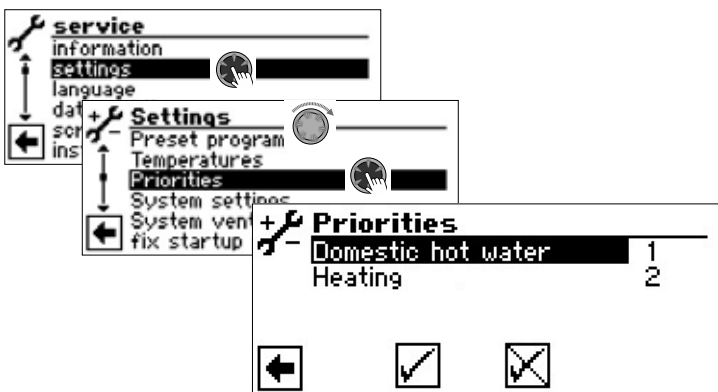 service
information
settings
language
dat
scr
ins
Settings
Preset program
Temperatures
Priorities
System settings
System vent
fix startup
Priorities
Domestic hot water 1
Heating 2